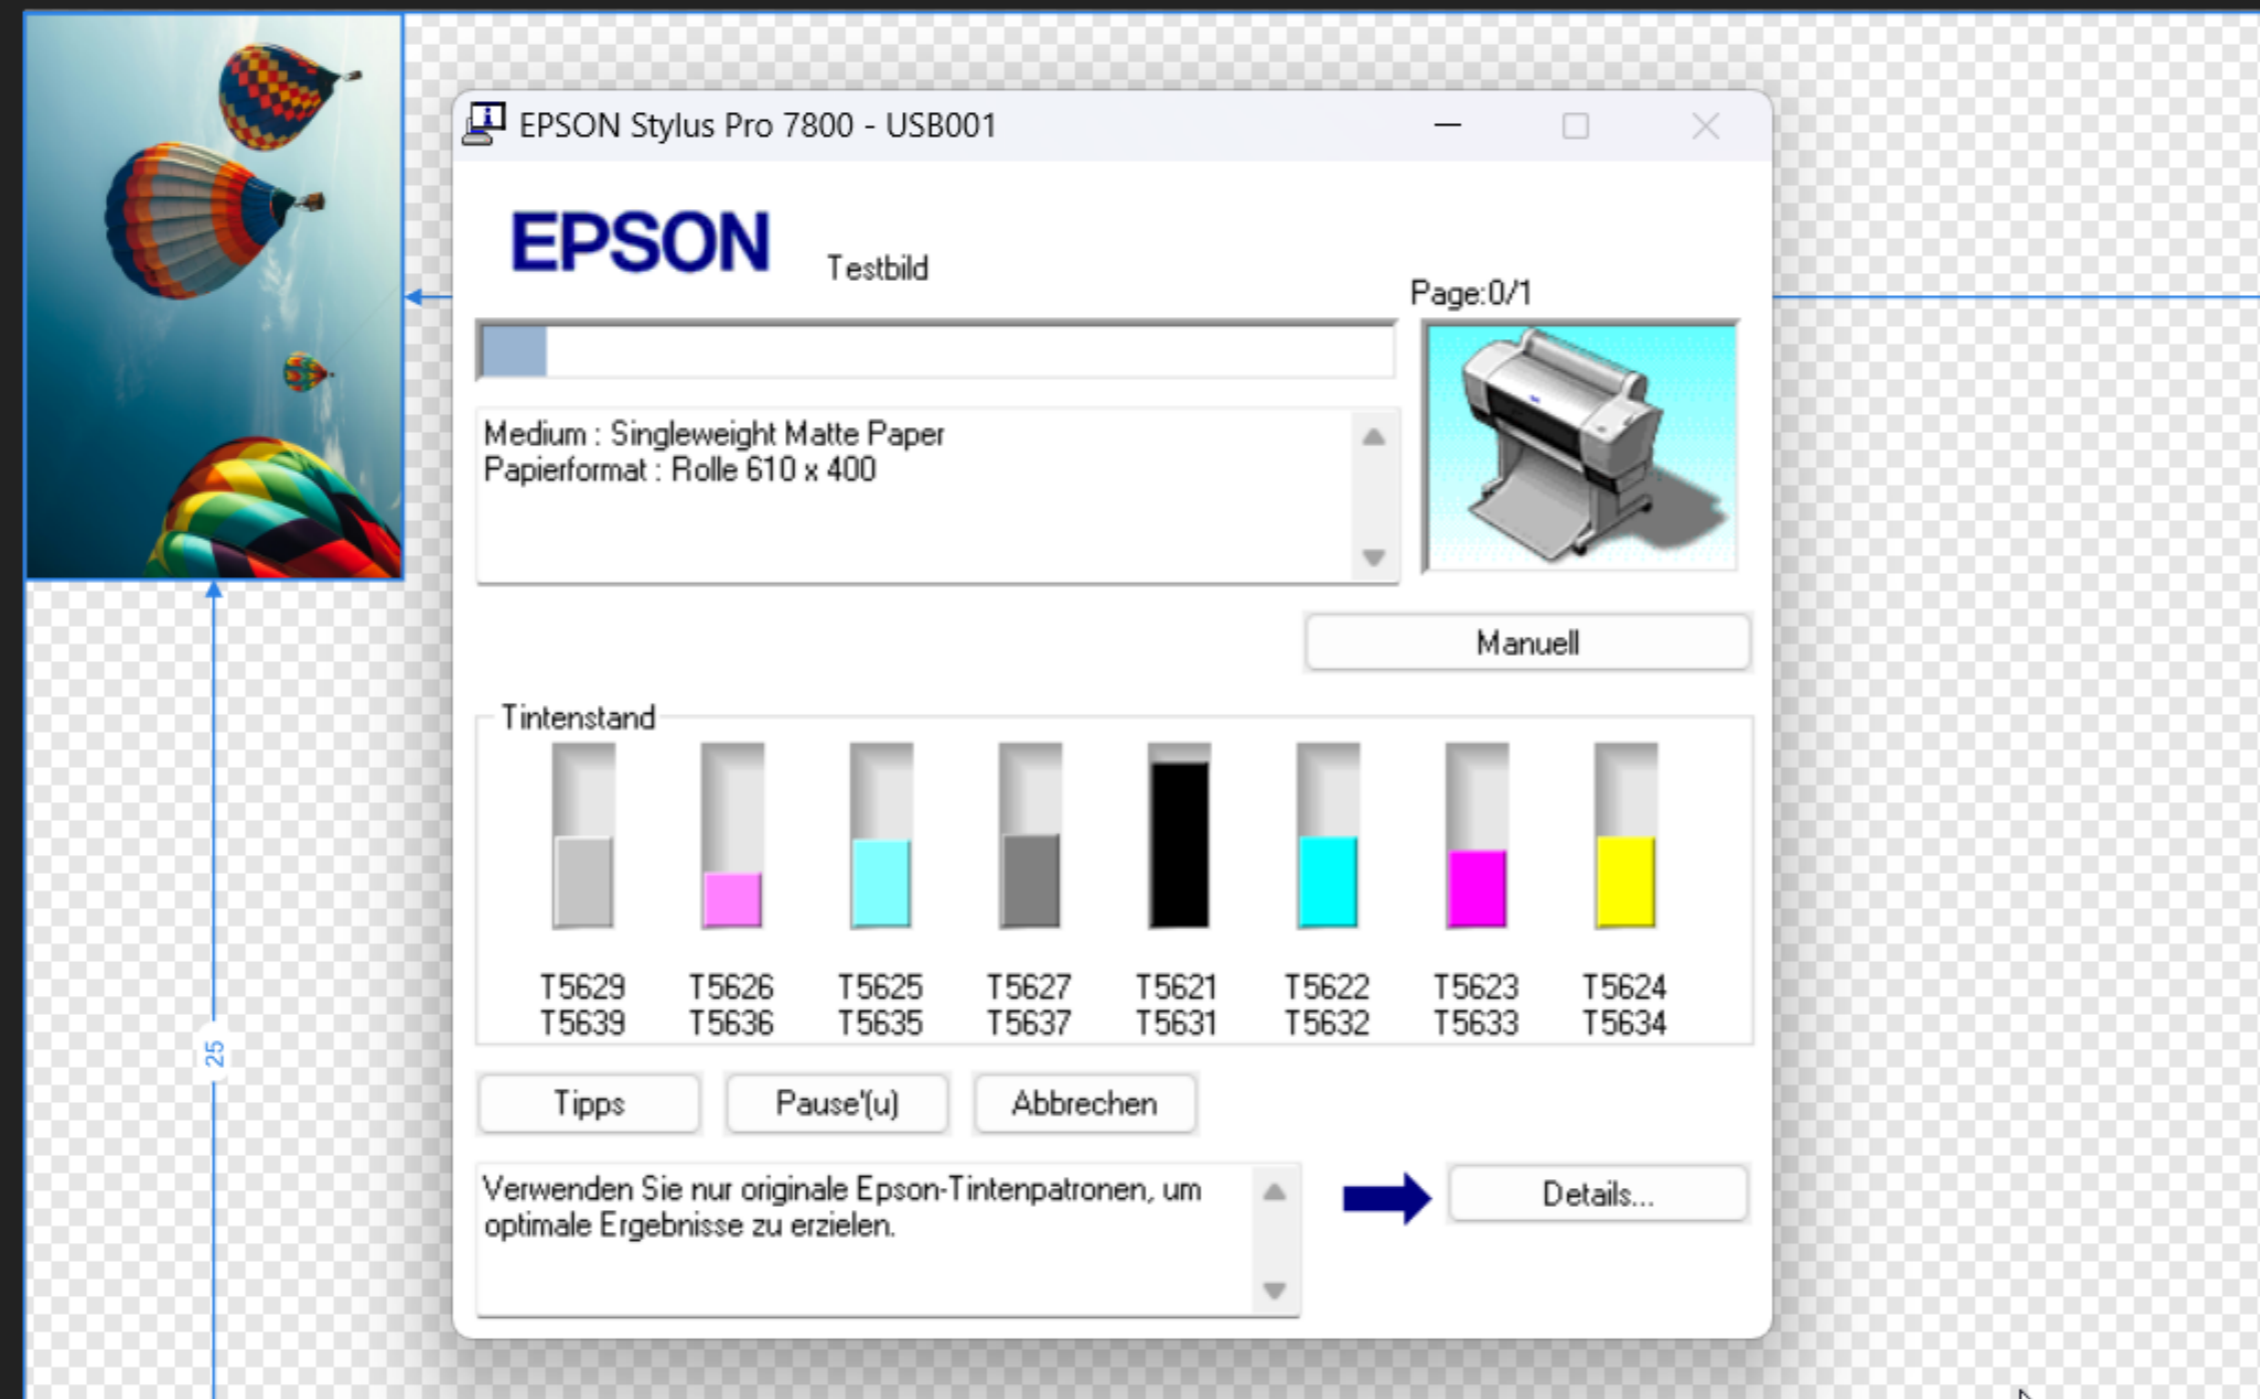 EPSON Stylus Pro 7800 - USB001
EPSON
Testbild
Page:0/1
Medium : Singleweight Matte Paper
Papierformat : Rolle 610 x 400
Manuell
Tintenstand
T5629 T5626 T5625 T5627 T5621 T5622 T5623 T5624
T5639 T5636 T5635 T5637 T5631 T5632 T5633 T5634
25
Tipps Pause'(u) Abbrechen
Verwenden Sie nur originale Epson-Tintenpatronen, um
optimale Ergebnisse zu erzielen.
Details...